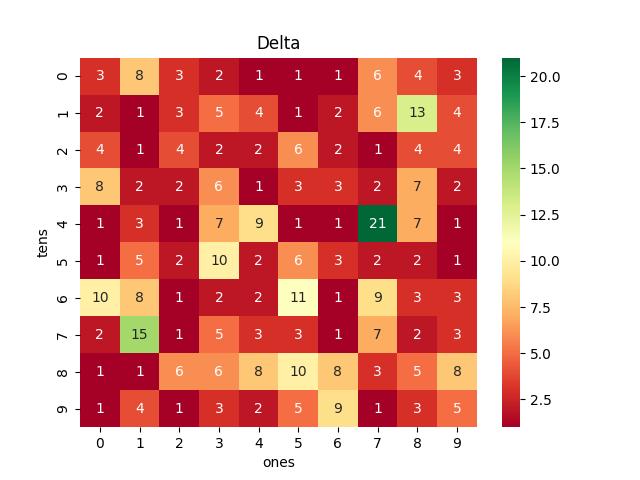 Delta
0 3 8 3 2 1 1 1 6 4 3
1 2 1 3 5 4 1 2 6 13 4
2 4 1 4 2 2 6 2 1 4 4
3 8 2 2 6 1 3 3 2 7 2
4 1 3 1 7 9 1 1 21 7 1
5 1 5 2 10 2 6 3 2 2 1
6 10 8 1 2 2 11 1 9 3 3
7 2 15 1 5 3 3 1 7 2 3
8 1 1 6 6 8 10 8 3 5 8
9 1 4 1 3 2 5 9 1 3 5
0 1 2 3 4 5 6 7 8 9
ones
tens
20.0
17.5
15.0
12.5
10.0
7.5
5.0
2.5